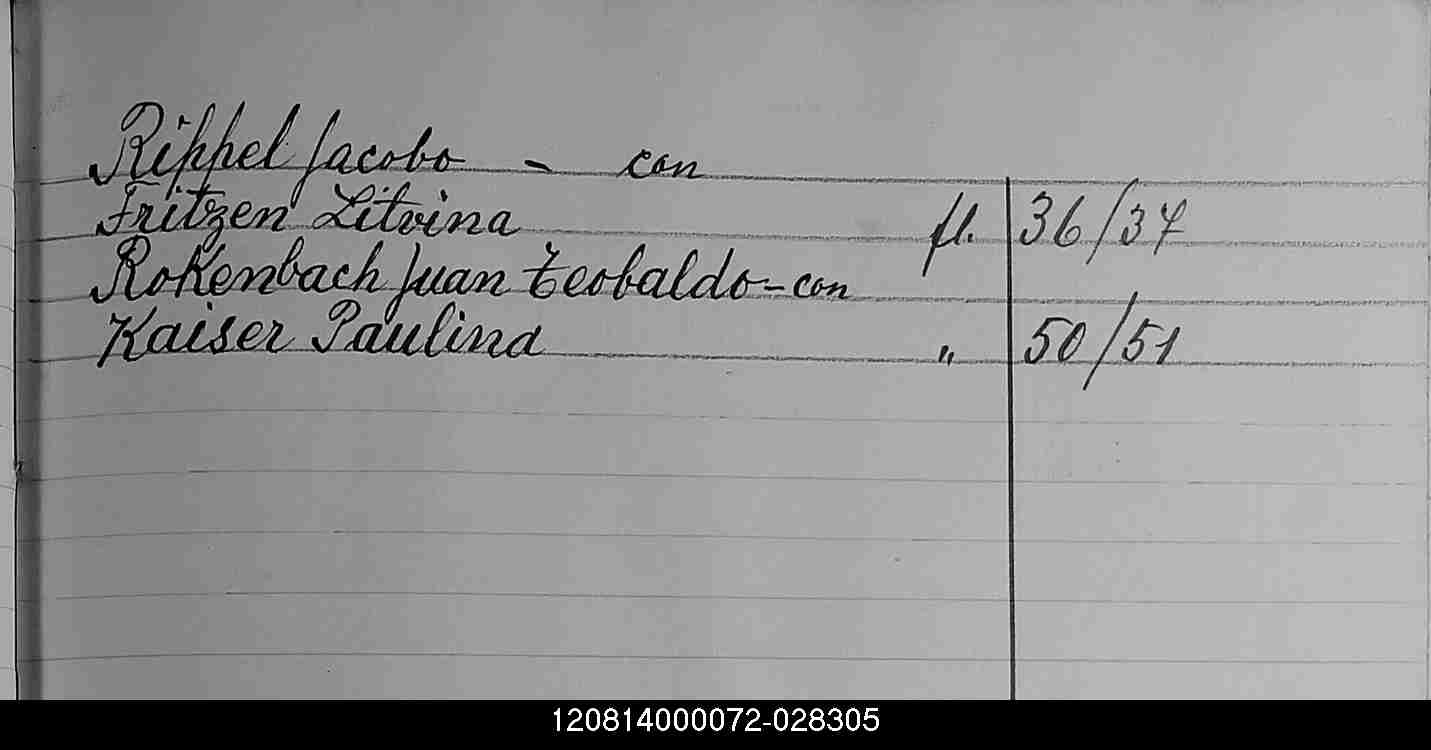 Rippel Jacobo - con
Fritzen Litvina fl. 36/37
Rokenbach Juan Teobaldo - con
Kaiser Paulina " 50/51
120814000072-028305